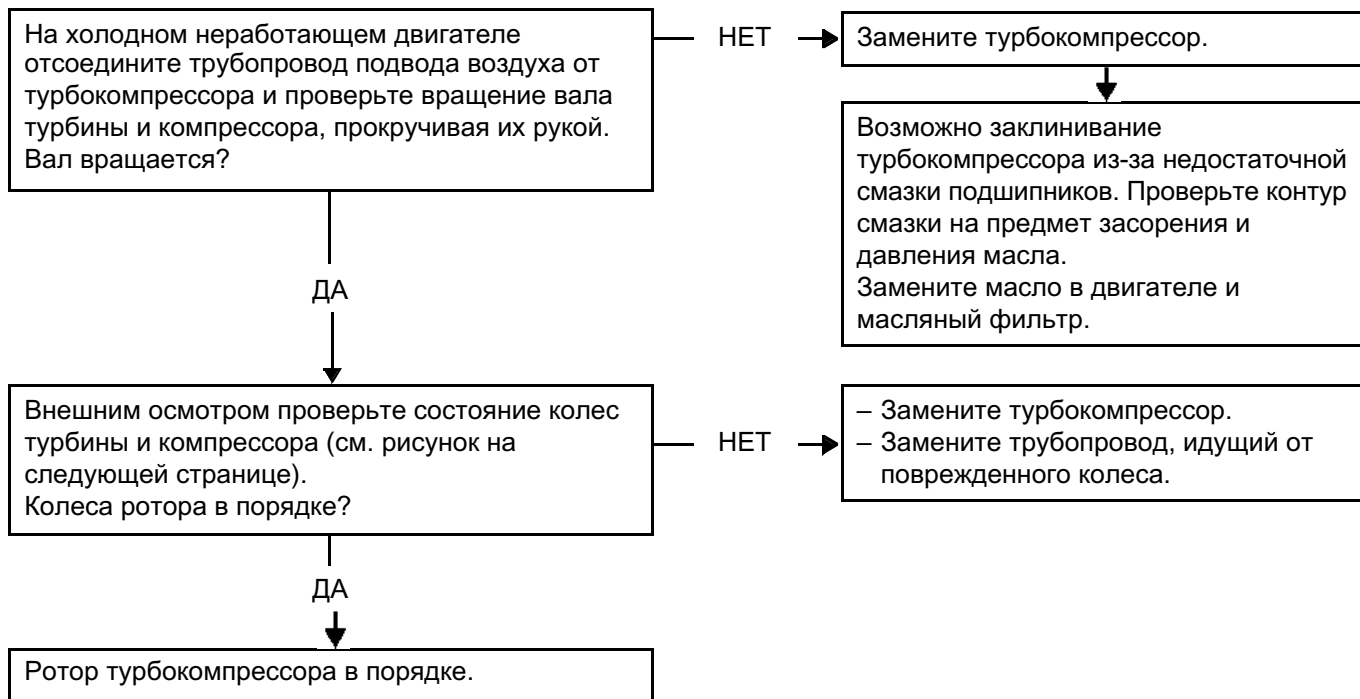 На холодном неработающем двигателе
отсоедините трубопровод подвода воздуха от
турбокомпрессора и проверьте вращение вала
турбины и компрессора, прокручивая их рукой.
Вал вращается?
НЕТ
Замените турбокомпрессор.
Возможно заклинивание
турбокомпрессора из-за недостаточной
смазки подшипников. Проверьте контур
смазки на предмет засорения и
давления масла.
Замените масло в двигателе и
масляный фильтр.
ДА
Внешним осмотром проверьте состояние колес
турбины и компрессора (см. рисунок на
следующей странице).
Колеса ротора в порядке?
НЕТ
– Замените турбокомпрессор.
– Замените трубопровод, идущий от
поврежденного колеса.
ДА
Ротор турбокомпрессора в порядке.